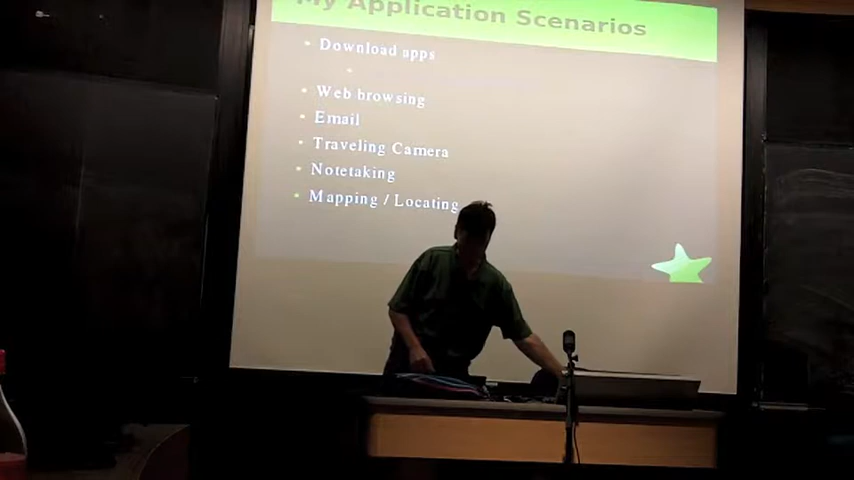 My Application Scenarios
Download apps
Web browsing
Email
Traveling Camera
Notetaking
Mapping / Locating